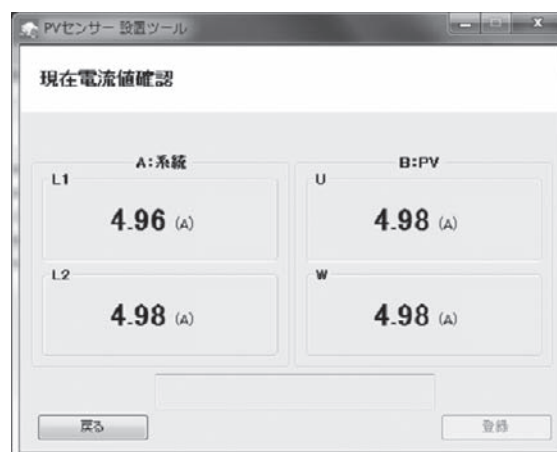 PVセンサー 設置ツール
現在電流値確認
A:系統
B:PV
L1
4.96 (A)
U
4.98 (A)
L2
4.98 (A)
W
4.98 (A)
戻る
登録